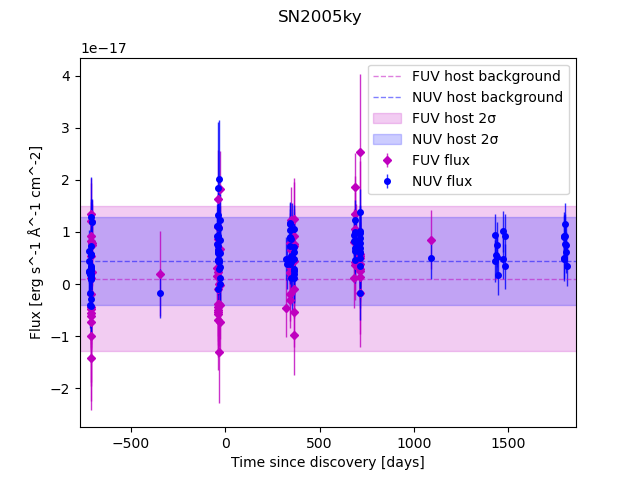 SN2005ky
1e−17
FUV host background
NUV host background
FUV host 2σ
NUV host 2σ
FUV flux
NUV flux
4
3
2
1
0
−1
−2
Flux [erg s^-1 Å^-1 cm^-2]
−500
0
500
1000
1500
Time since discovery [days]